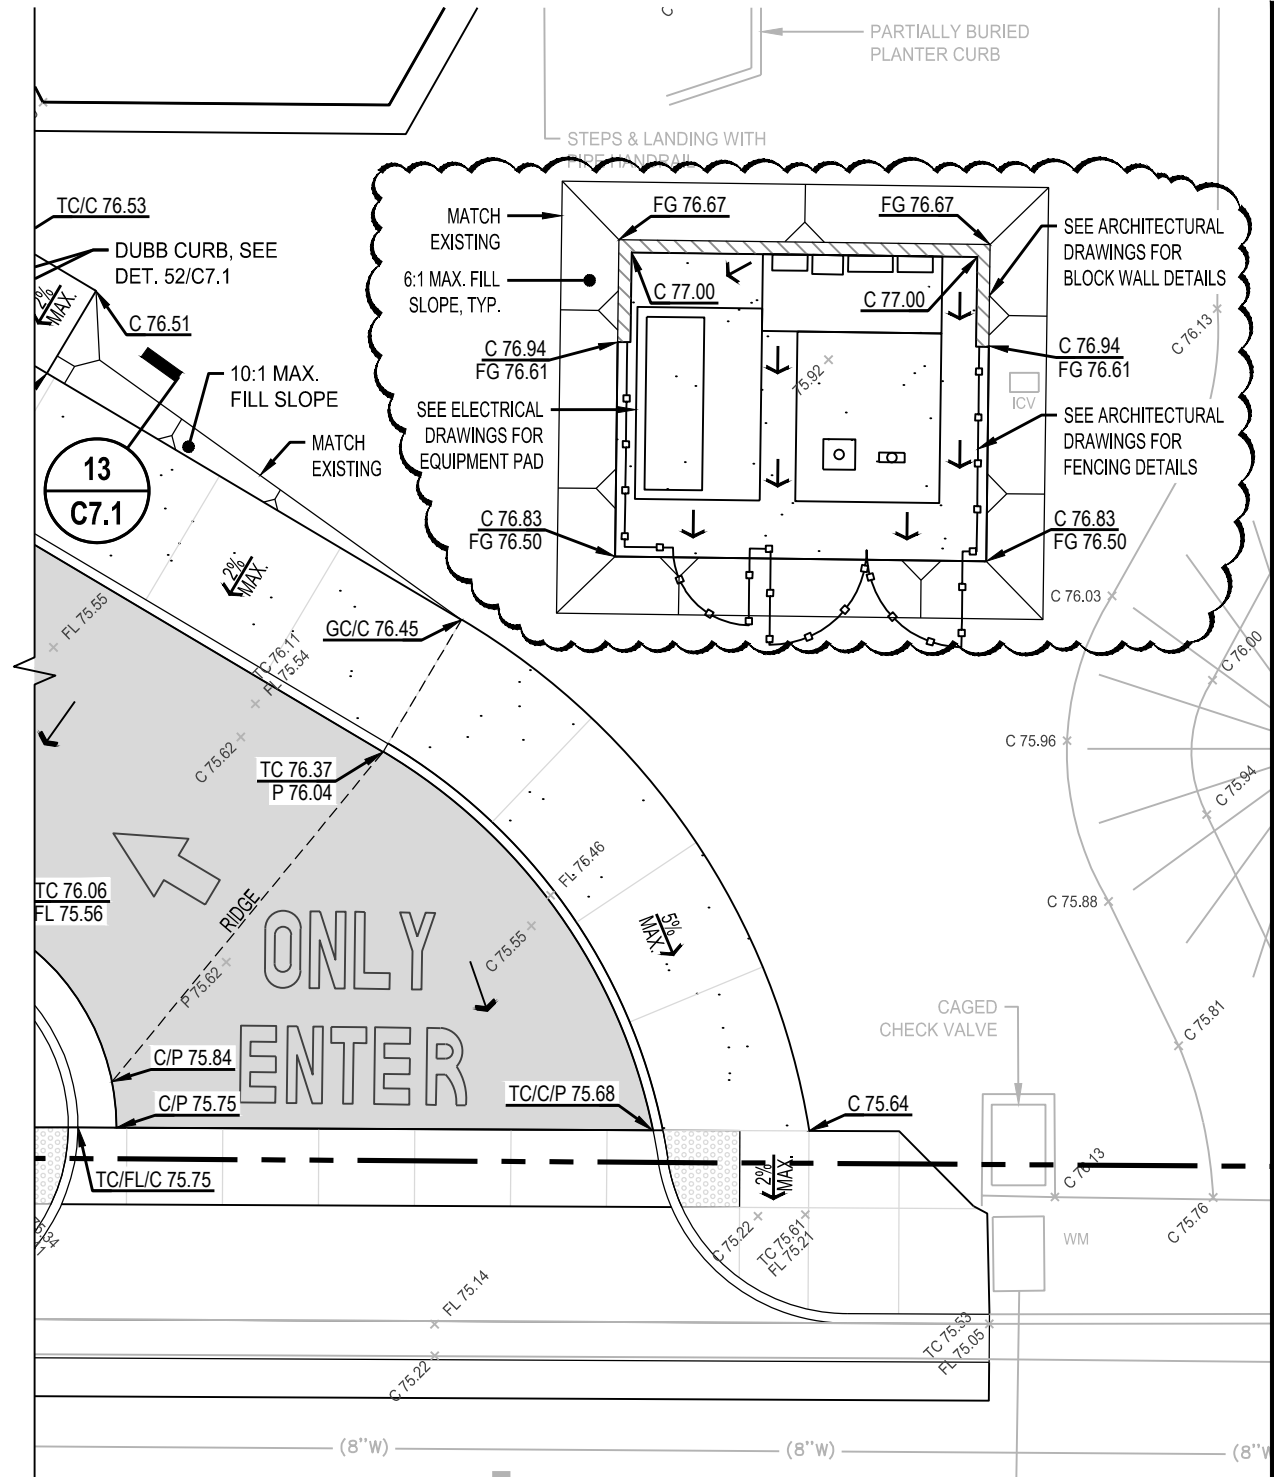 C
PARTIALLY BURIED
PLANTER CURB
STEPS & LANDING WITH
PIPE HANDRAIL
TC/C 76.53
DUBB CURB, SEE
DET. 52/C7.1
2%
MAX.
C 76.51
MATCH
EXISTING
FG 76.67
FG 76.67
SEE ARCHITECTURAL
DRAWINGS FOR
BLOCK WALL DETAILS
6:1 MAX. FILL
SLOPE, TYP.
C 77.00
C 77.00
C 76.13
C 76.94
FG 76.61
C 76.94
FG 76.61
75.92
ICV
10:1 MAX.
FILL SLOPE
SEE ELECTRICAL
DRAWINGS FOR
EQUIPMENT PAD
SEE ARCHITECTURAL
DRAWINGS FOR
FENCING DETAILS
MATCH
EXISTING
13
C7.1
C 76.83
FG 76.50
C 76.83
FG 76.50
2%
MAX.
C 76.03
FL 75.55
GC/C 76.45
TC 76.11
FL 75.54
C 76.00
C 75.62
C 75.96
TC 76.37
P 76.04
C 75.94
FL 75.46
TC 76.06
FL 75.56
RIDGE
ONLY
C 75.88
5%
MAX.
C 75.55
P 75.62
CAGED
CHECK VALVE
C 75.81
C/P 75.84
ENTER
C/P 75.75
TC/C/P 75.68
C 75.64
TC/FL/C 75.75
2%
MAX.
C 76.13
C 75.76
75.34
C 75.22
TC 75.61
FL 75.21
WM
FL 75.14
TC 75.53
FL 75.05
C 75.22
(8"W)
(8"W)
(8"W